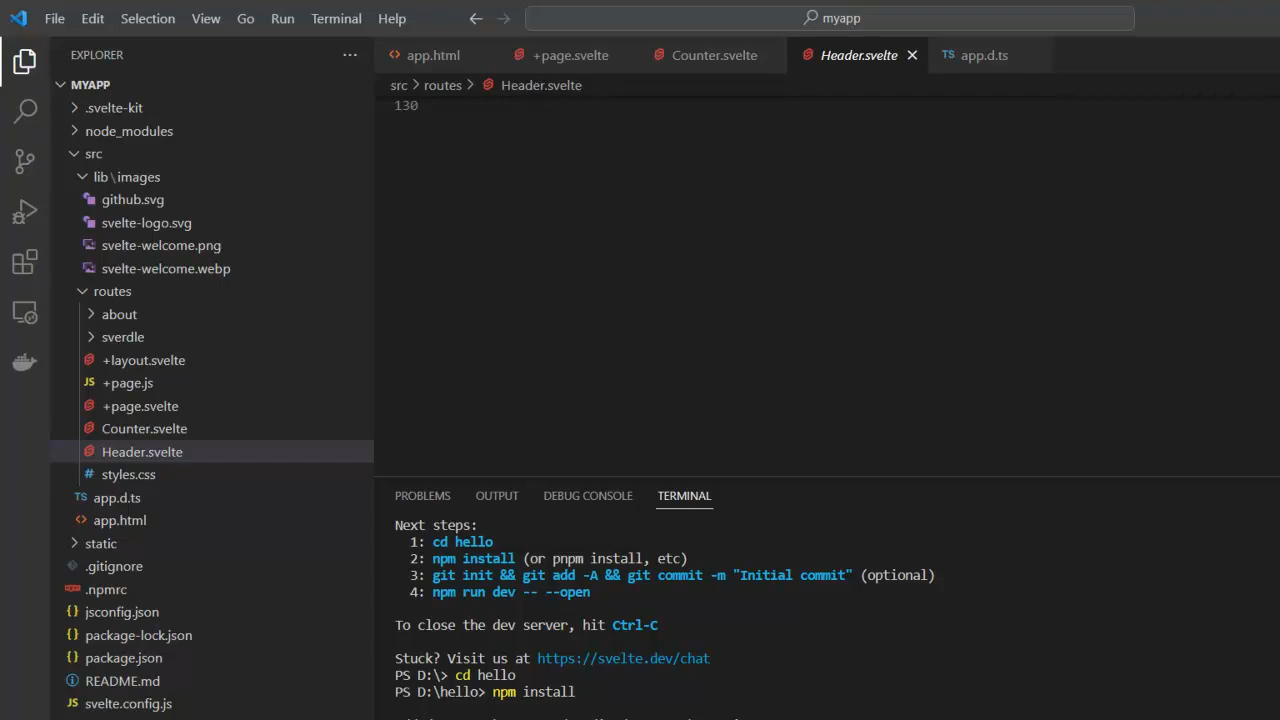 File Edit Selection View Go Run Terminal Help
myapp
EXPLORER
app.html
+page.svelte
Counter.svelte
Header.svelte
TS app.d.ts
MYAPP
src > routes > Header.svelte
130
.svelte-kit
node_modules
src
lib\images
github.svg
svelte-logo.svg
svelte-welcome.png
svelte-welcome.webp
routes
about
sverdle
+layout.svelte
JS +page.js
+page.svelte
Counter.svelte
Header.svelte
# styles.css
TS app.d.ts
app.html
static
.gitignore
.npmrc
{} jsconfig.json
{} package-lock.json
{} package.json
README.md
JS svelte.config.js
PROBLEMS OUTPUT DEBUG CONSOLE TERMINAL
Next steps:
1: cd hello
2: npm install (or pnpm install, etc)
3: git init && git add -A && git commit -m "Initial commit" (optional)
4: npm run dev -- --open
To close the dev server, hit Ctrl-C
Stuck? Visit us at https://svelte.dev/chat
PS D:\> cd hello
PS D:\hello> npm install